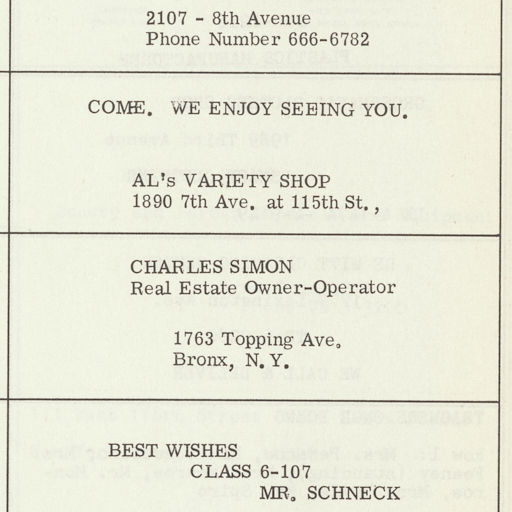 2107 - 8th Avenue
Phone Number 666-6782
COME. WE ENJOY SEEING YOU.
AL's VARIETY SHOP
1890 7th Ave. at 115th St.,
CHARLES SIMON
Real Estate Owner-Operator
1763 Topping Ave.
Bronx, N.Y.
BEST WISHES
CLASS 6-107
MR. SCHNECK